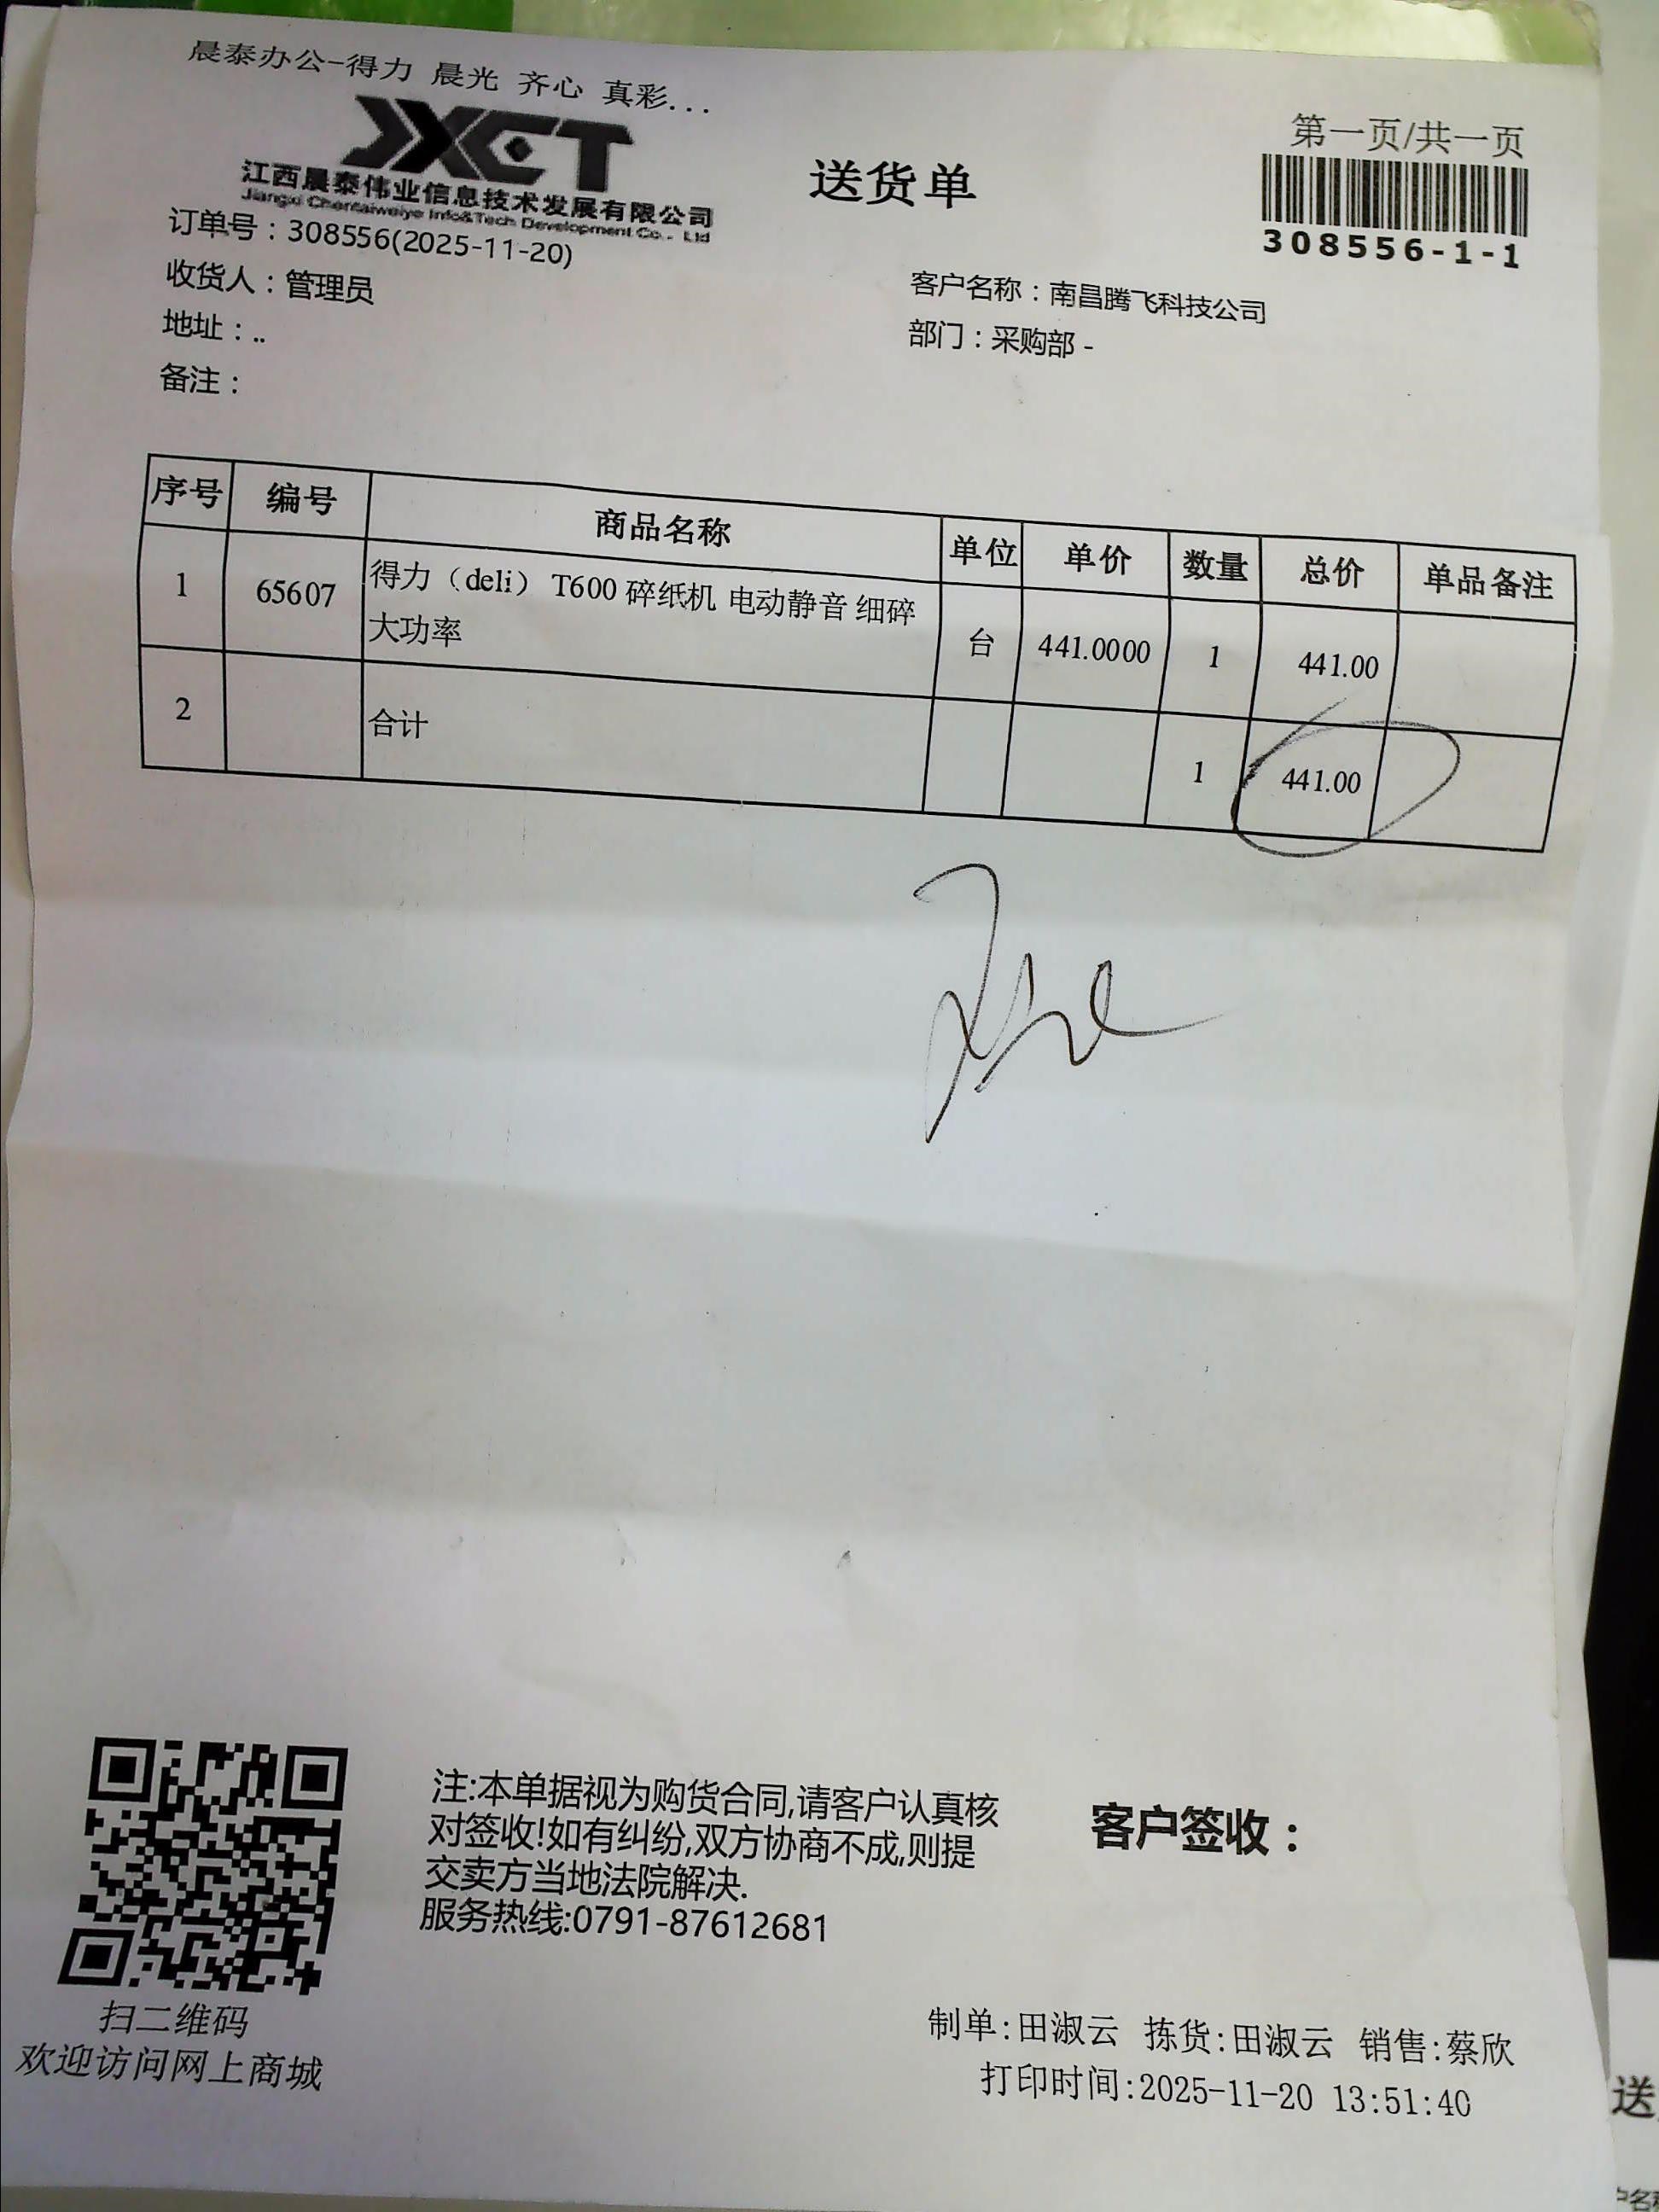 晨泰办公-得力 晨光 齐心 真彩...
JXCT
江西晨泰伟业信息技术发展有限公司
Jiangxi Chentaiweiye Info&Tech Development Co.. Ltd
送货单
第一页/共一页
308556-1-1
订单号：308556(2025-11-20)
收货人：管理员
客户名称：南昌腾飞科技公司
地址：..
部门：采购部 -
备注：
序号 编号 商品名称 单位 单价 数量 总价 单品备注
1 65607 得力（deli） T600 碎纸机 电动静音 细碎 台 441.0000 1 441.00
大功率
2 合计 1 441.00
注:本单据视为购货合同,请客户认真核
对签收!如有纠纷,双方协商不成,则提
交卖方当地法院解决.
服务热线:0791-87612681
客户签收：
扫二维码
欢迎访问网上商城
制单:田淑云 拣货:田淑云 销售:蔡欣
打印时间:2025-11-20 13:51:40
送
户名称